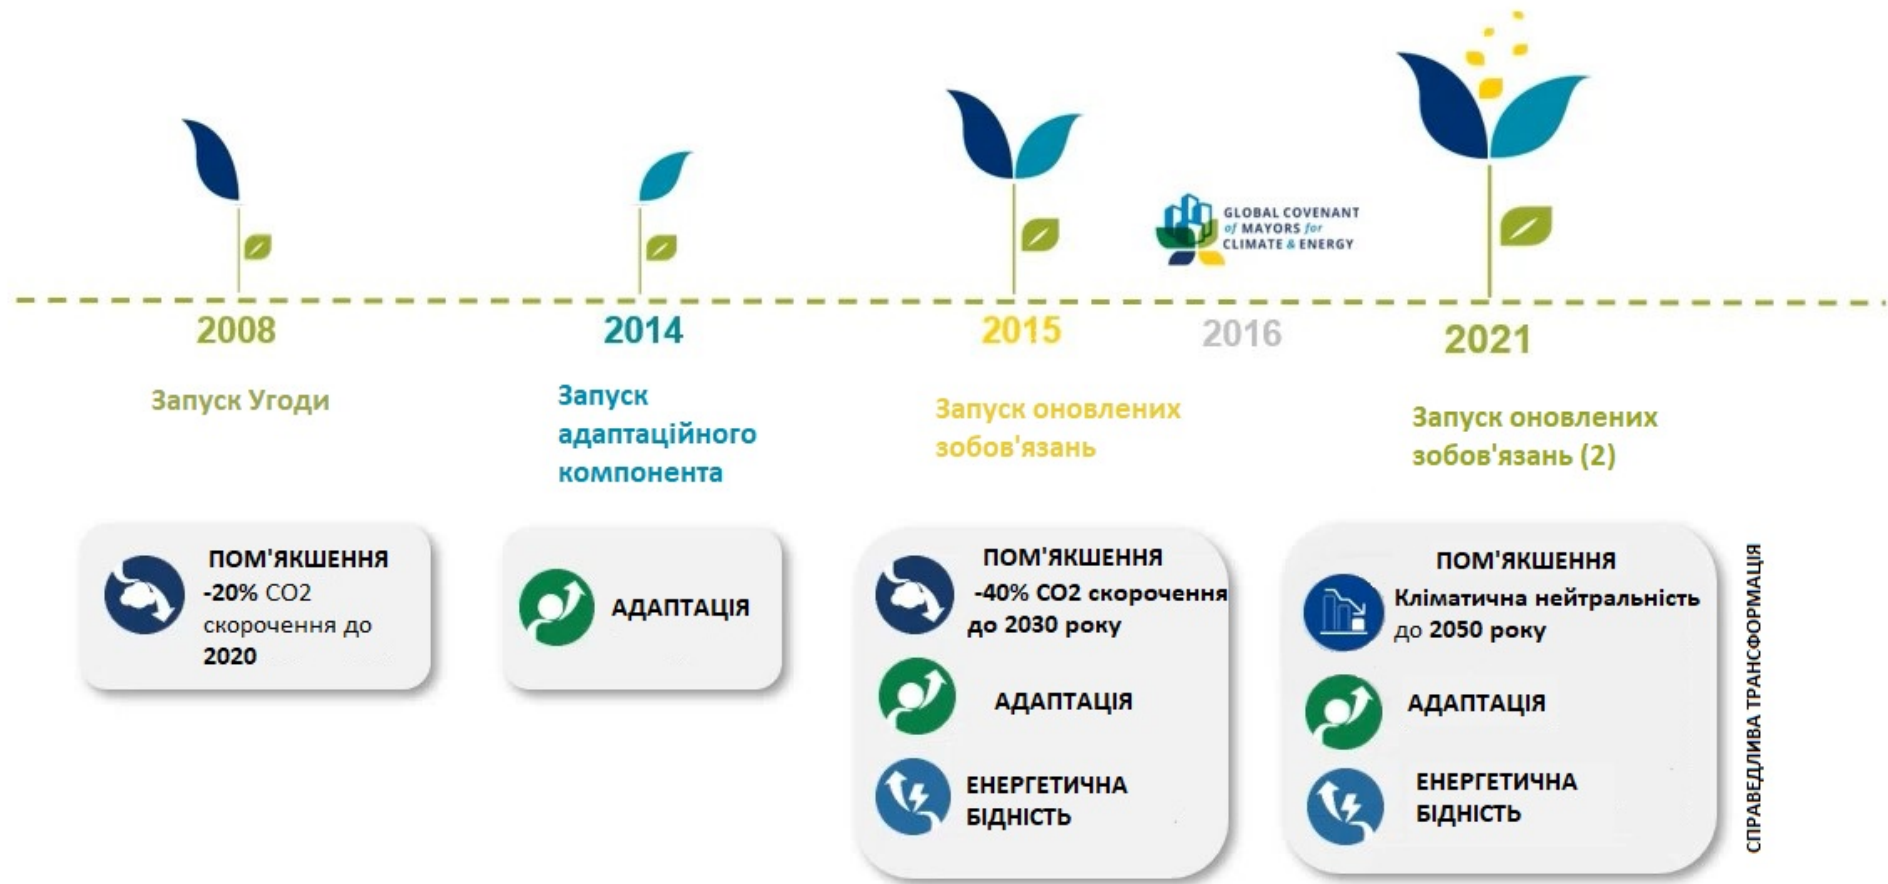 GLOBAL COVENANT
of MAYORS for
CLIMATE & ENERGY
2008
2014
2015
2016
2021
Запуск Угоди
Запуск
адаптаційного
компонента
Запуск оновлених
зобов'язань
Запуск оновлених
зобов'язань (2)
ПОМ'ЯКШЕННЯ
-20% СО2
скорочення до
2020
АДАПТАЦІЯ
ПОМ'ЯКШЕННЯ
-40% СО2 скорочення
до 2030 року
АДАПТАЦІЯ
ЕНЕРГЕТИЧНА
БІДНІСТЬ
ПОМ'ЯКШЕННЯ
Кліматична нейтральність
до 2050 року
АДАПТАЦІЯ
ЕНЕРГЕТИЧНА
БІДНІСТЬ
СПРАВЕДЛИВА ТРАНСФОРМАЦІЯ